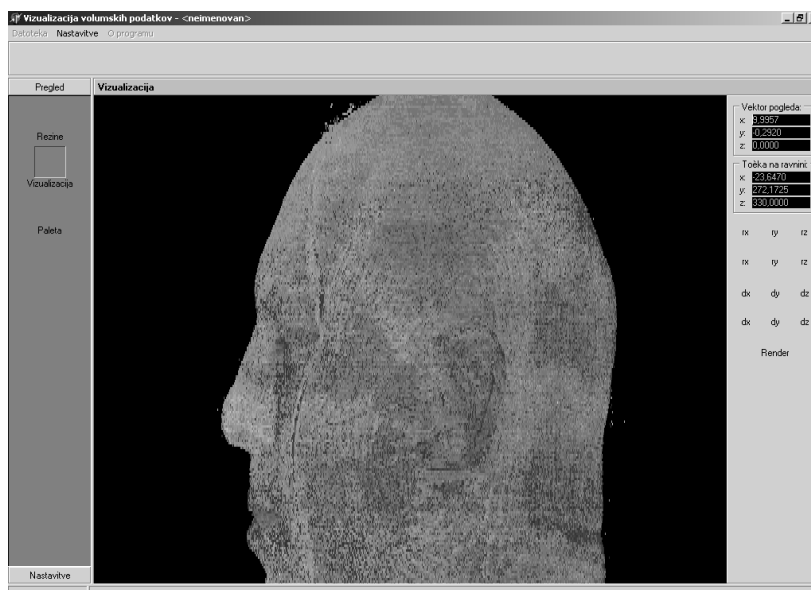 Vizualizacija volumskih podatkov - <neimenovan>
Datoteka Nastavitve O programu
Pregled
Vizualizacija
Rezine
Vizualizacija
Paleta
Nastavitve
Vektor pogleda:
x: 9,9957
y: -0,2920
z: 0,0000
Toèka na ravnini:
x: -23,6470
y: 272,1725
z: 330,0000
rx ry rz
rx ry rz
dx dy dz
dx dy dz
Render